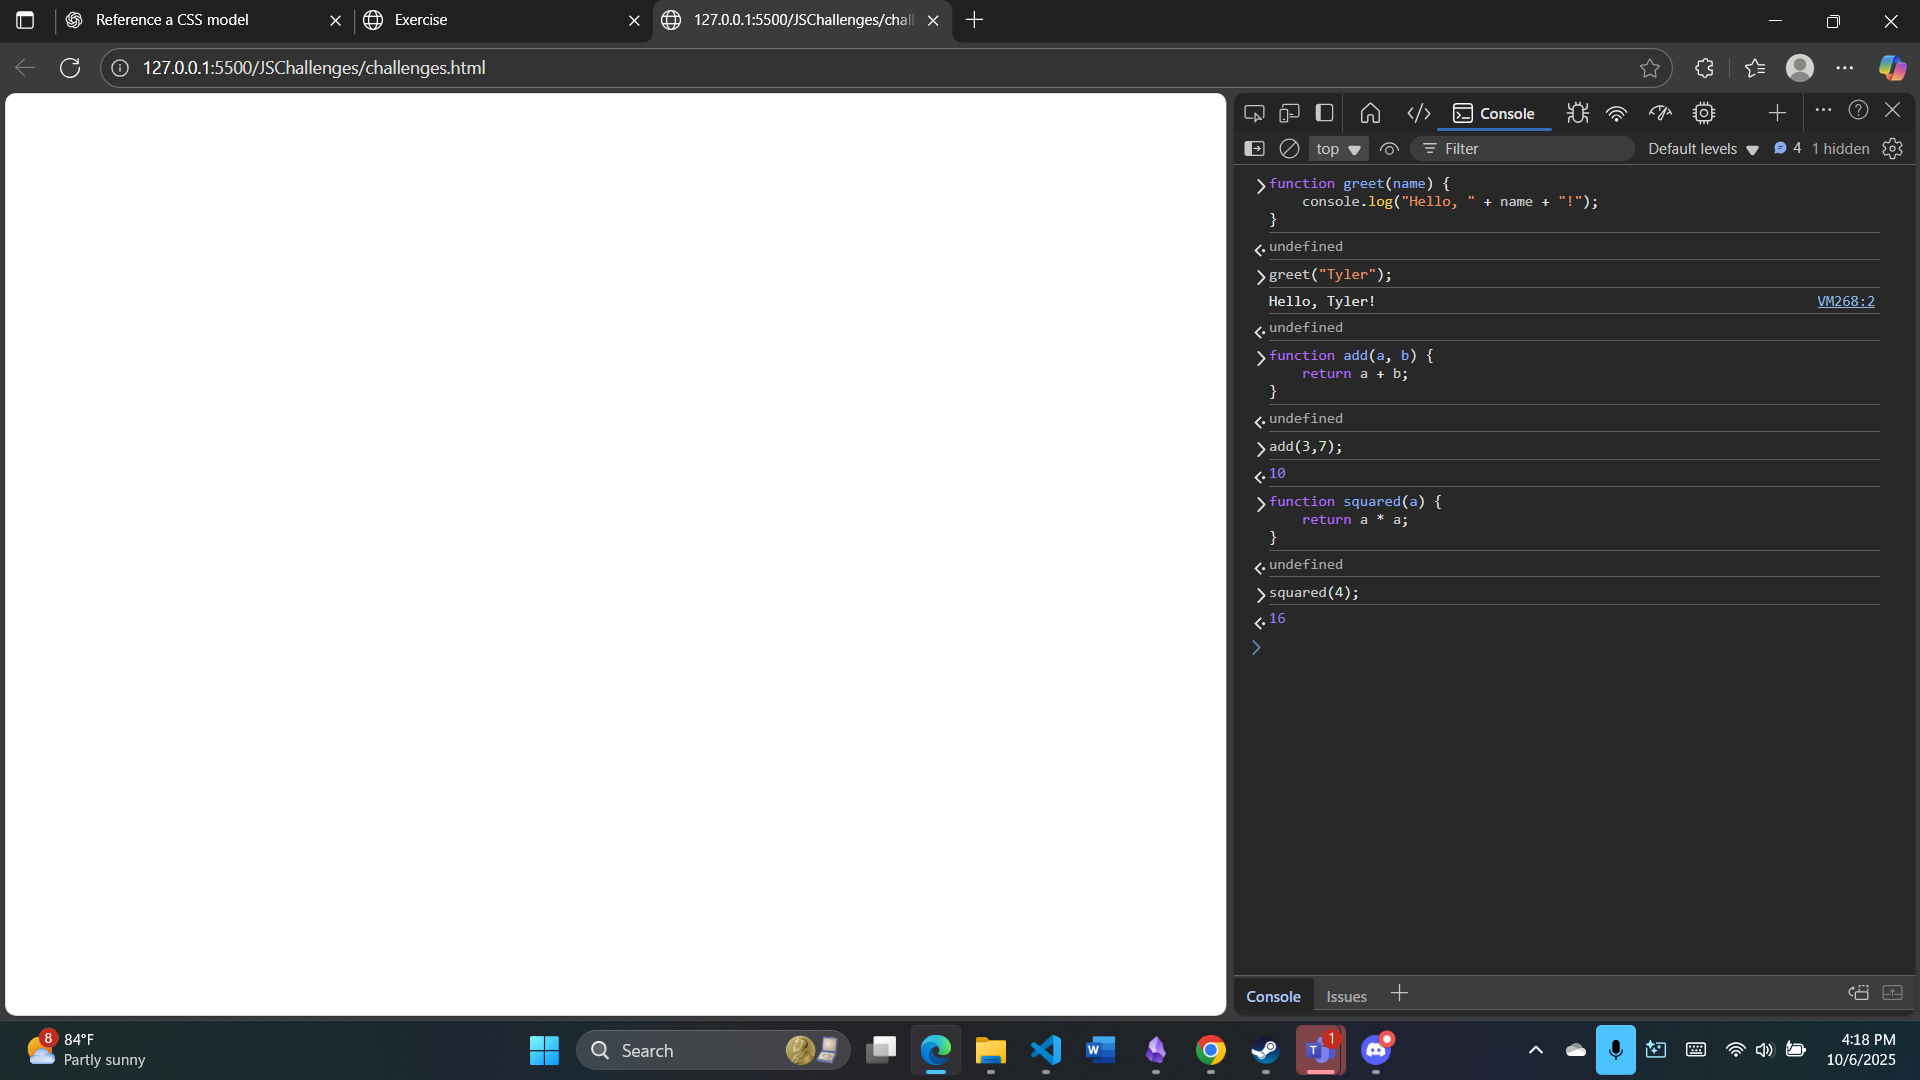 Reference a CSS model
Exercise
127.0.0.1:5500/JSChallenges/chall
127.0.0.1:5500/JSChallenges/challenges.html
Console
top
Filter
Default levels
4
1 hidden
function greet(name) {
    console.log("Hello, " + name + "!");
}
undefined
greet("Tyler");
Hello, Tyler! VM268:2
undefined
function add(a, b) {
    return a + b;
}
undefined
add(3,7);
10
function squared(a) {
    return a * a;
}
undefined
squared(4);
16
Console
Issues
8
84°F
Partly sunny
Search
1
4:18 PM
10/6/2025